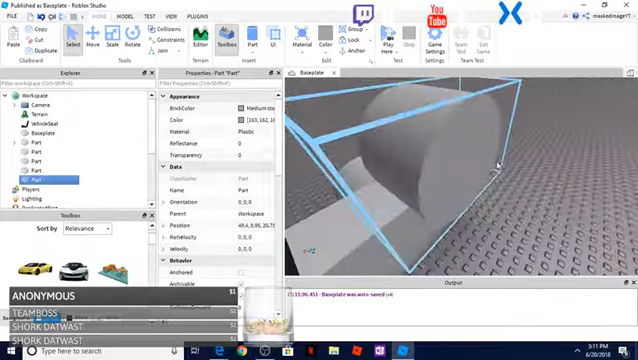 Published as Baseplate - Roblox Studio
FILE
HOME
MODEL
TEST
VIEW
PLUGINS
maskedmagerYT
Paste
Copy
Cut
Duplicate
Clipboard
Select
Move
Scale
Rotate
Tools
Collisions
Constraints
Join
Editor
Toolbox
Part
UI
Insert
Material
Color
Group
Lock
Anchor
Edit
Play
Here
Test
Game
Settings
Settings
Team
Test
Exit
Game
Team Test
You
Tube
Explorer
Workspace
Camera
Terrain
VehicleSeat
Baseplate
Part
Part
Part
Part
Players
Lighting
Toolbox
Sort by
Relevance
Properties - Part "Part"
Appearance
BrickColor
Medium sto
Color
[163, 162, 1
Material
Plastic
Reflectance
0
Transparency
0
Data
ClassName
Part
Name
Part
Orientation
0, 0, 0
Parent
Workspace
Position
RotVelocity
0, 0, 0
Velocity
0, 0, 0
Behavior
Anchored
Archivable
Baseplate
Output
Baseplate was auto-saved
ANONYMOUS
$1
TEAMBOSS
SHORK DATWAST
SHORK DATWAST
Type here to search
3:11 PM
6/20/2018